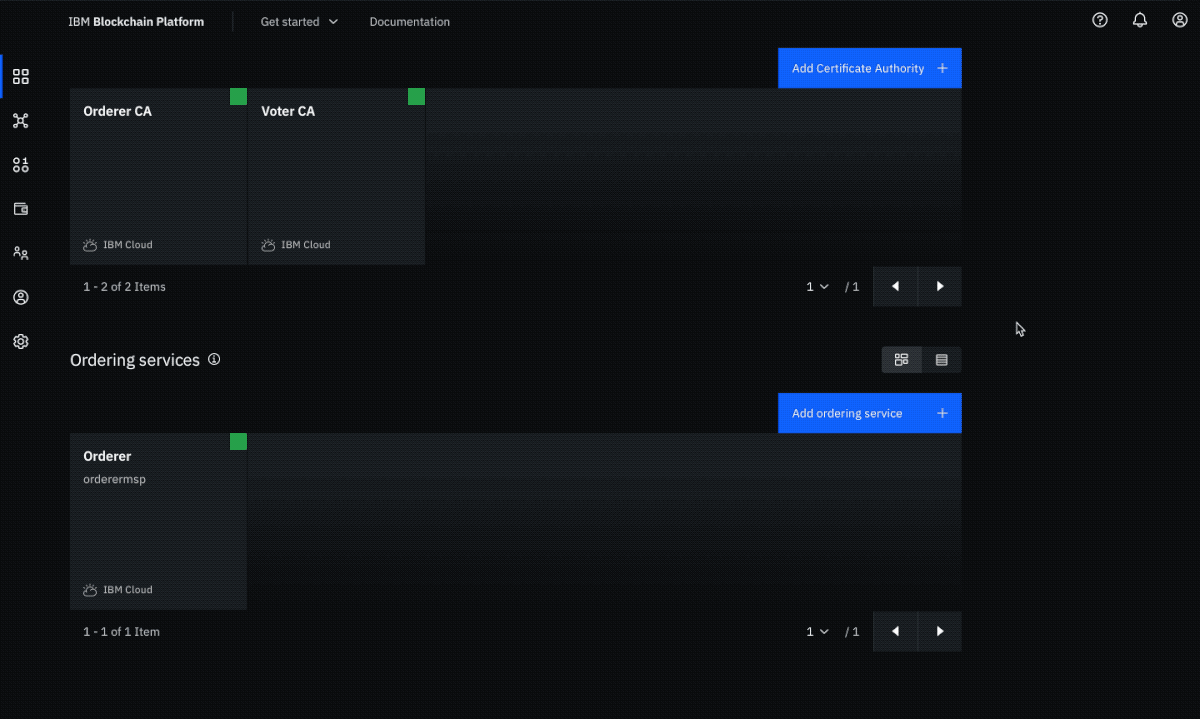 IBM Blockchain Platform
Get started
Documentation
Add Certificate Authority +
Orderer CA
Voter CA
IBM Cloud
IBM Cloud
1 - 2 of 2 Items
1 / 1
Ordering services
Add ordering service +
Orderer
orderermsp
IBM Cloud
1 - 1 of 1 Item
1 / 1